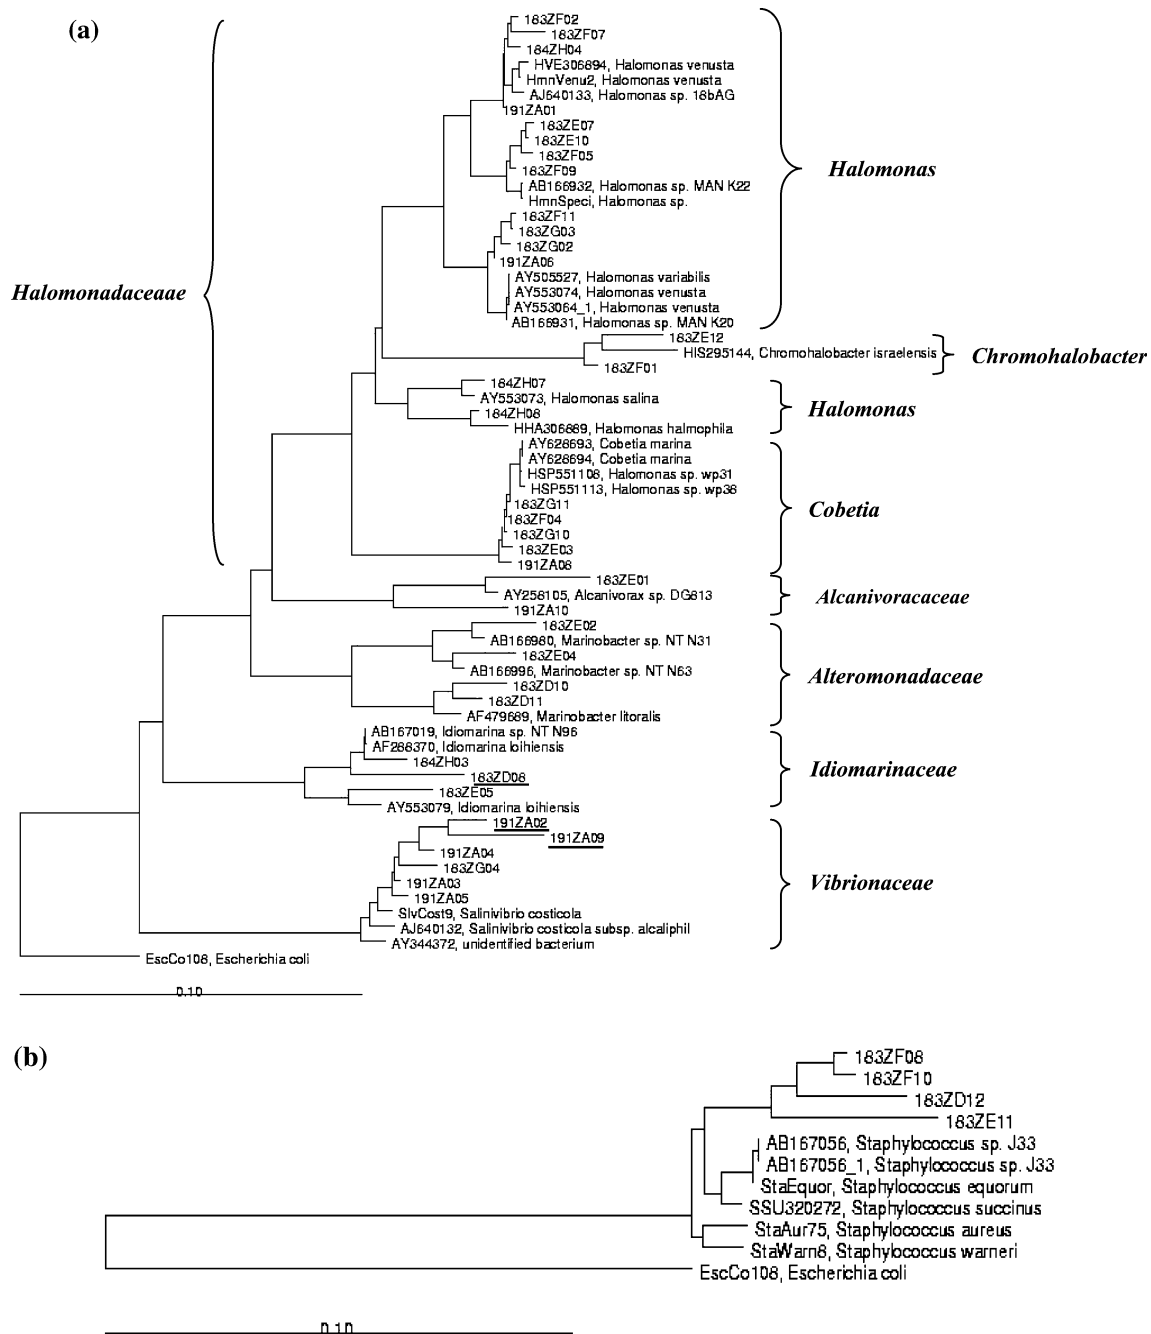 (a)
183ZF02
183ZF07
184ZH04
HVE306894, Halomonas venusta
HmnVenu2, Halomonas venusta
AJ640133, Halomonas sp. 18bAG
191ZA01
183ZE07
183ZE10
183ZF05
183ZF09
Halomonas
AB166932, Halomonas sp. MAN K22
HmnSpeci, Halomonas sp.
183ZF11
183ZG03
183ZG02
191ZA06
AY505527, Halomonas variabilis
Halomonadaceaae
AY553074, Halomonas venusta
AY553064_1, Halomonas venusta
AB166931, Halomonas sp. MAN K20
183ZE12
HIS295144, Chromohalobacter israelensis
Chromohalobacter
183ZF01
184ZH07
AY553073, Halomonas salina
Halomonas
184ZH08
HHA306889, Halomonas halmophila
AY628693, Cobetia marina
AY628694, Cobetia marina
HSP551108, Halomonas sp. wp31
HSP551113, Halomonas sp. wp38
183ZG11
Cobetia
183ZF04
183ZG10
183ZE03
191ZA08
183ZE01
AY258105, Alcanivorax sp. DG813
Alcanivoracaceae
191ZA10
183ZE02
AB166980, Marinobacter sp. NT N31
183ZE04
AB166996, Marinobacter sp. NT N63
Alteromonadaceae
183ZD10
183ZD11
AF479689, Marinobacter litoralis
AB167019, Idiomarina sp. NT N96
AF288370, Idiomarina loihiensis
184ZH03
Idiomarinaceae
183ZD08
183ZE05
AY553079, Idiomarina loihiensis
191ZA02
191ZA09
191ZA04
183ZG04
191ZA03
Vibrionaceae
191ZA05
SlvCost9, Salinivibrio costicola
AJ640132, Salinivibrio costicola subsp. alcaliphil
AY344372, unidentified bacterium
EscCo108, Escherichia coli
0.10
(b)
183ZF08
183ZF10
183ZD12
183ZE11
AB167056, Staphylococcus sp. J33
AB167056_1, Staphylococcus sp. J33
StaEquor, Staphylococcus equorum
SSU320272, Staphylococcus succinus
StaAur75, Staphylococcus aureus
StaWarn8, Staphylococcus warneri
EscCo108, Escherichia coli
0.10